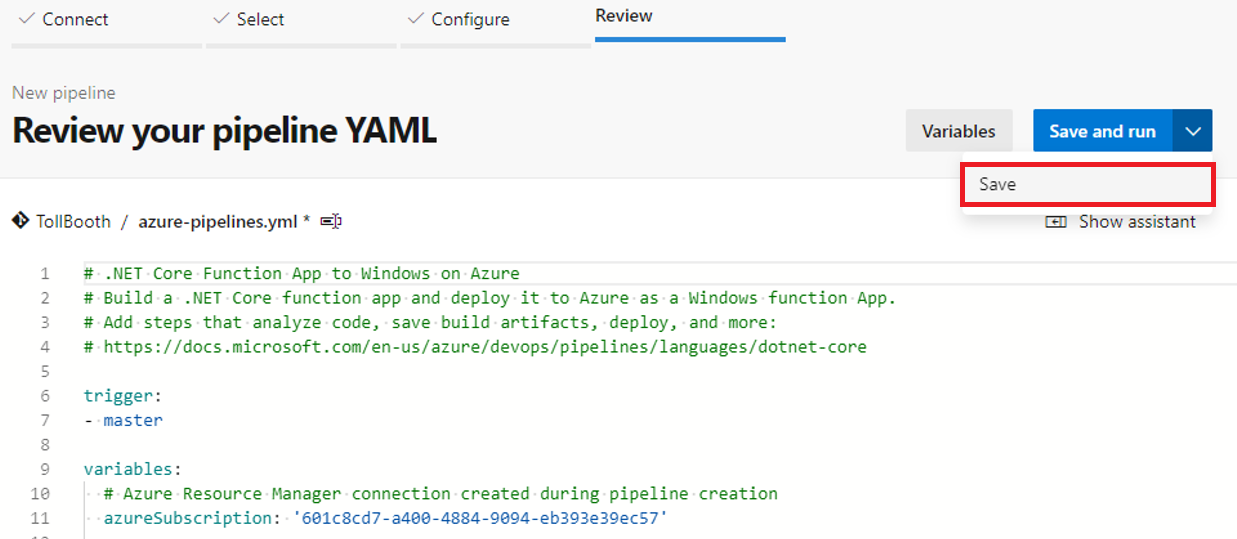 Connect
Select
Configure
Review
New pipeline
Review your pipeline YAML
Variables
Save and run
Save
TollBooth / azure-pipelines.yml *
Show assistant
1 # .NET Core Function App to Windows on Azure
2 # Build a .NET Core function app and deploy it to Azure as a Windows function App.
3 # Add steps that analyze code, save build artifacts, deploy, and more:
4 # https://docs.microsoft.com/en-us/azure/devops/pipelines/languages/dotnet-core
5
6 trigger:
7 - master
8
9 variables:
10 # Azure Resource Manager connection created during pipeline creation
11 azureSubscription: '601c8cd7-a400-4884-9094-eb393e39ec57'